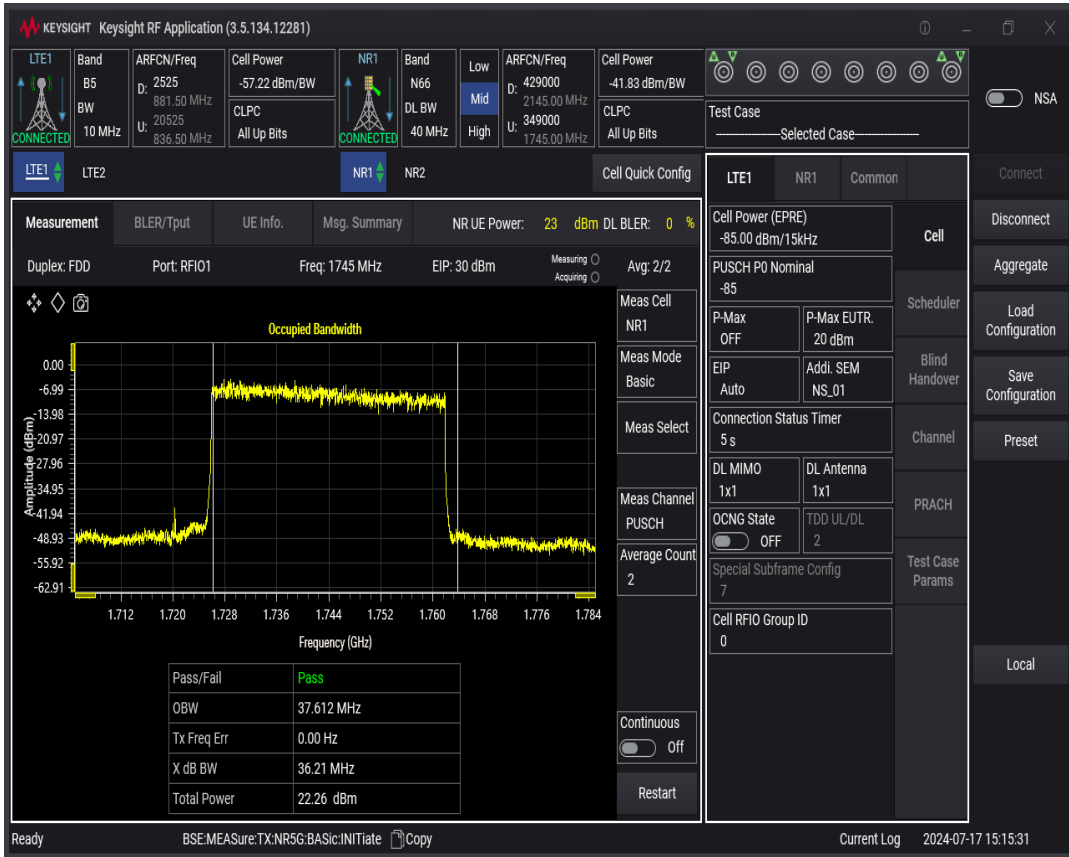 KEYSIGHT Keysight RF Application (3.5.134.12281)
LTE1
CONNECTED
Band
B5
BW
10 MHz
ARFCN/Freq
D: 2525
881.50 MHz
U: 20525
836.50 MHz
Cell Power
-57.22 dBm/BW
CLPC
All Up Bits
NR1
CONNECTED
Band
N66
DL BW
40 MHz
Low
Mid
High
ARFCN/Freq
D: 429000
2145.00 MHz
U: 349000
1745.00 MHz
Cell Power
-41.83 dBm/BW
CLPC
All Up Bits
A B A B
Test Case
--------------------Selected Case--------------------
NSA
LTE1 LTE2 NR1 NR2 Cell Quick Config
Measurement BLER/Tput UE Info. Msg. Summary NR UE Power: 23 dBm DL BLER: 0 %
Duplex: FDD Port: RFIO1 Freq: 1745 MHz EIP: 30 dBm Measuring Acquiring Avg: 2/2
Occupied Bandwidth
Amplitude (dBm)
0.00
-6.99
-13.98
-20.97
-27.96
-34.95
-41.94
-48.93
-55.92
-62.91
1.712 1.720 1.728 1.736 1.744 1.752 1.760 1.768 1.776 1.784
Frequency (GHz)
Pass/Fail Pass
OBW 37.612 MHz
Tx Freq Err 0.00 Hz
X dB BW 36.21 MHz
Total Power 22.26 dBm
Meas Cell
NR1
Meas Mode
Basic
Meas Select
Meas Channel
PUSCH
Average Count
2
Continuous
Off
Restart
LTE1 NR1 Common
Cell Power (EPRE)
-85.00 dBm/15kHz
PUSCH P0 Nominal
-85
P-Max
OFF
P-Max EUTR.
20 dBm
EIP
Auto
Addi. SEM
NS_01
Connection Status Timer
5 s
DL MIMO
1x1
DL Antenna
1x1
OCNG State
OFF
TDD UL/DL
2
Special Subframe Config
7
Cell RFIO Group ID
0
Cell
Scheduler
Blind
Handover
Channel
PRACH
Test Case
Params
Connect
Disconnect
Aggregate
Load
Configuration
Save
Configuration
Preset
Local
Ready BSE:MEASure:TX:NR5G:BASic:INITiate Copy Current Log 2024-07-17 15:15:31